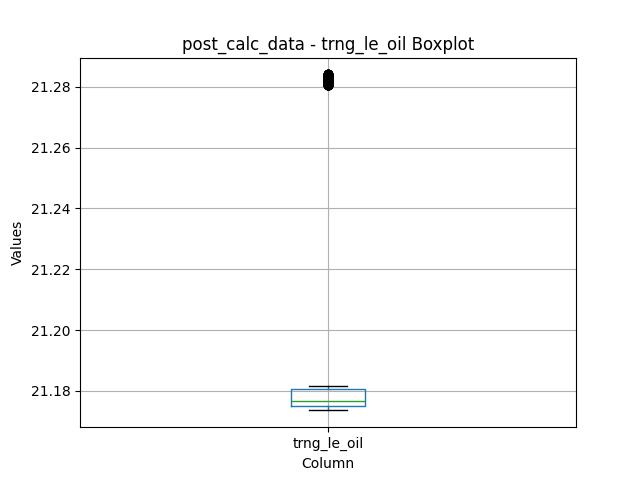 post_calc_data - trng_le_oil Boxplot
21.28
21.26
21.24
21.22
21.20
21.18
Values
trng_le_oil
Column